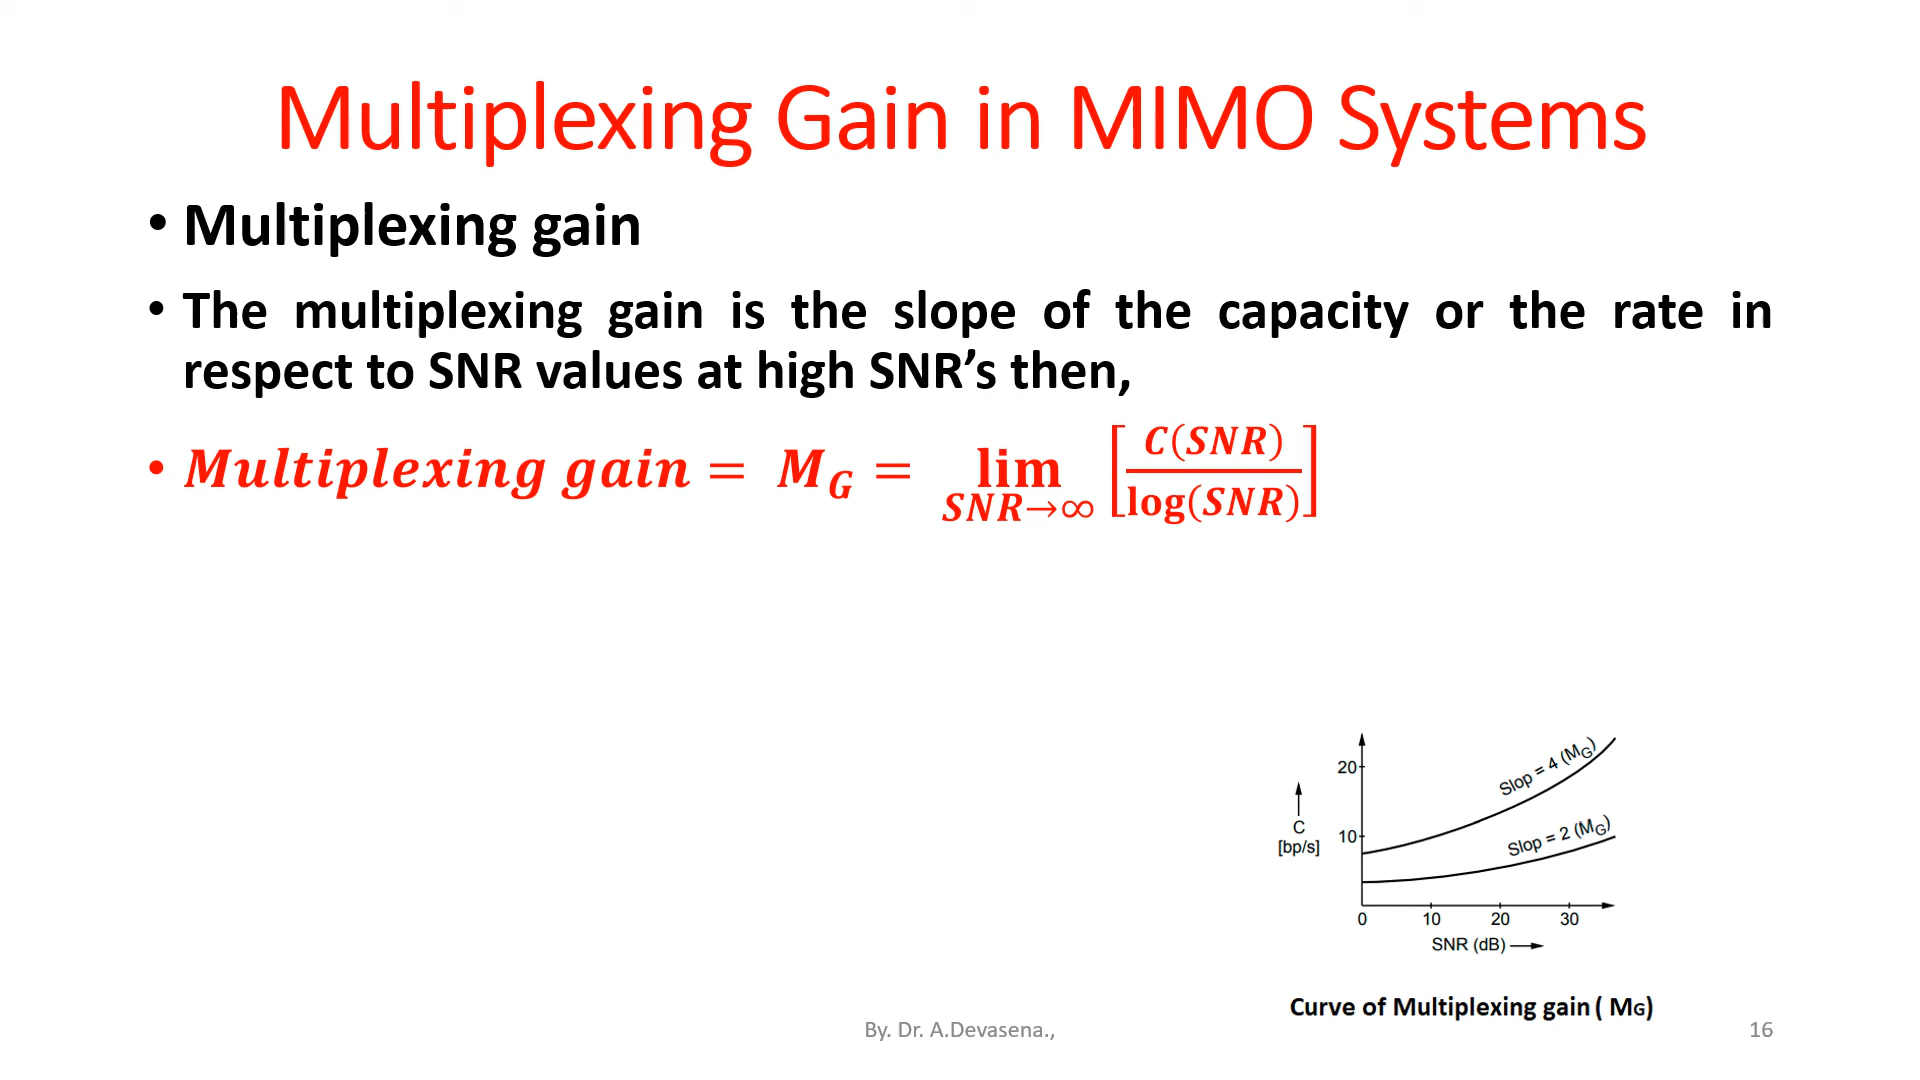 Multiplexing Gain in MIMO Systems
• Multiplexing gain
• The multiplexing gain is the slope of the capacity or the rate in
respect to SNR values at high SNR’s then,
• Multiplexing gain = M_G = lim_{SNR→∞} [C(SNR) / log(SNR)]
20
10
C
[bp/s]
Slop = 4 (M_G)
Slop = 2 (M_G)
0 10 20 30
SNR (dB)
Curve of Multiplexing gain ( MG)
By. Dr. A.Devasena.,
16